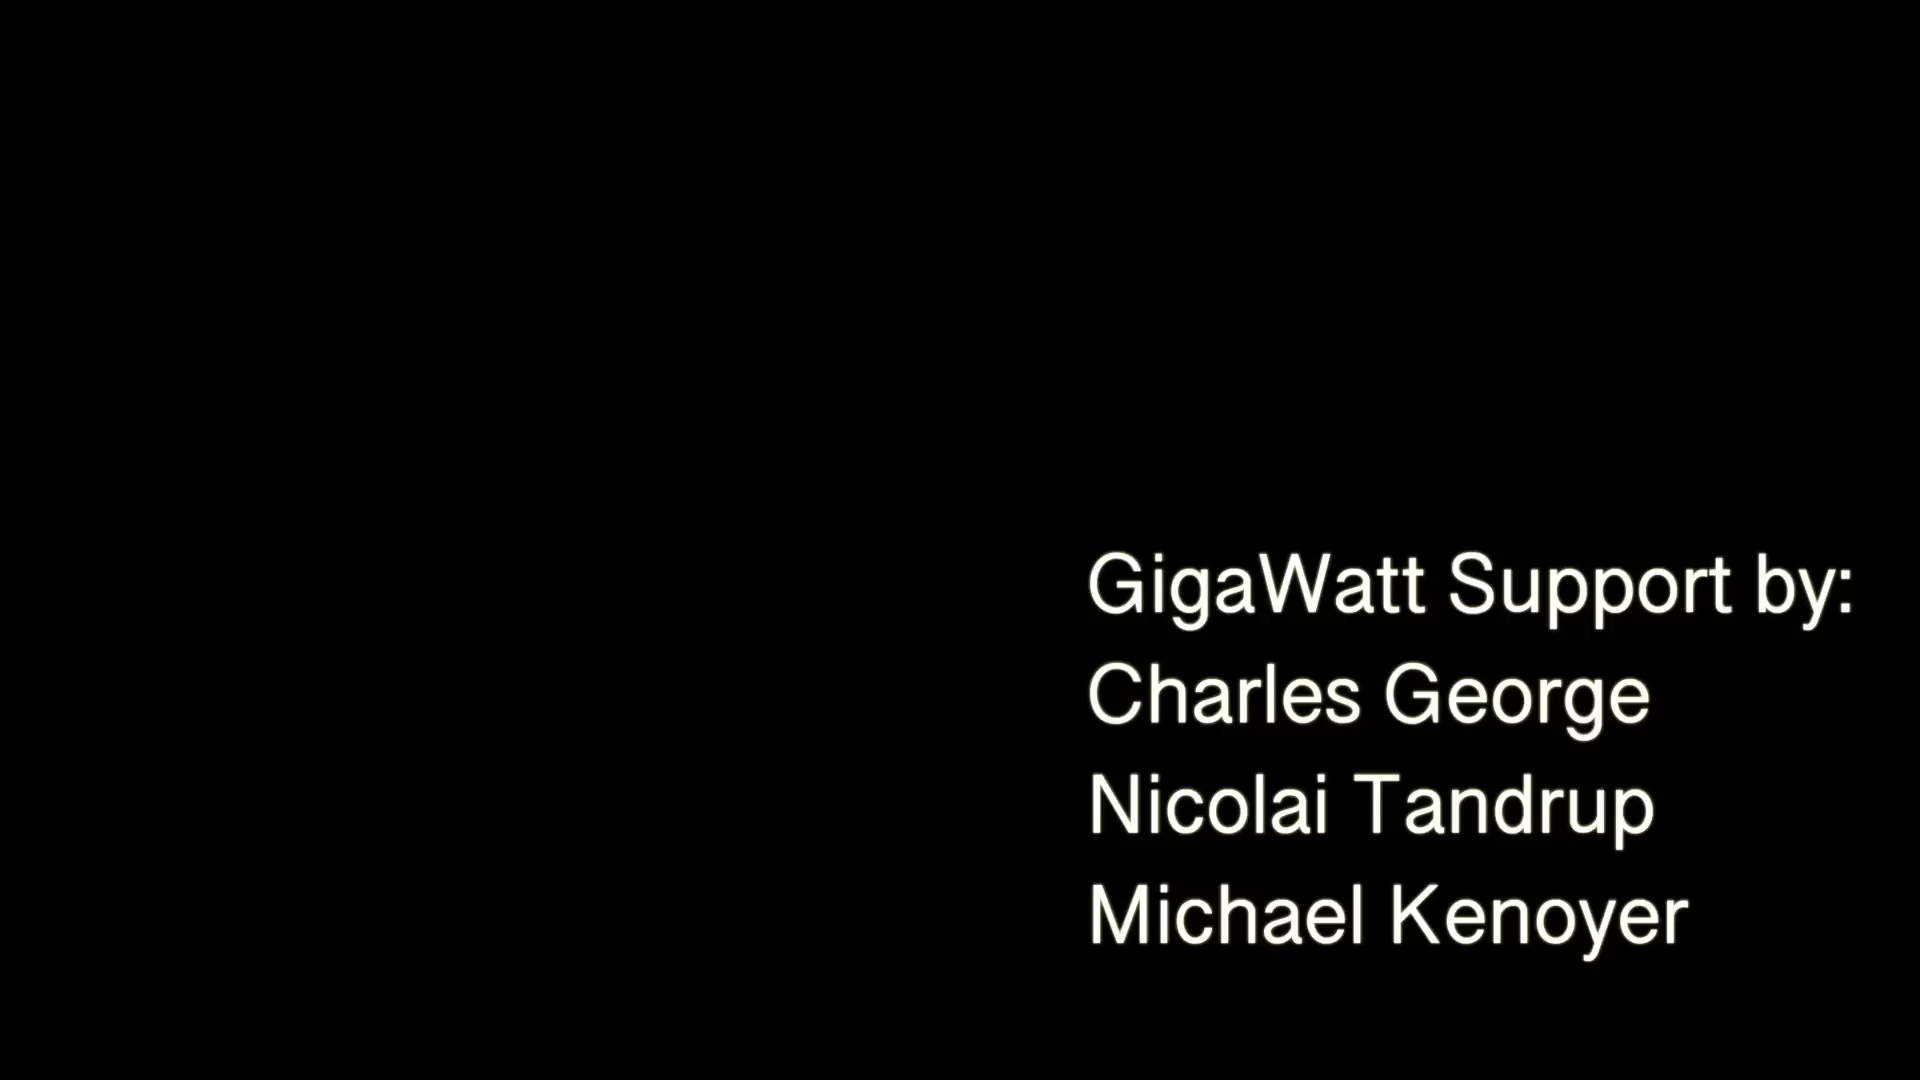 GigaWatt Support by:
Charles George
Nicolai Tandrup
Michael Kenoyer